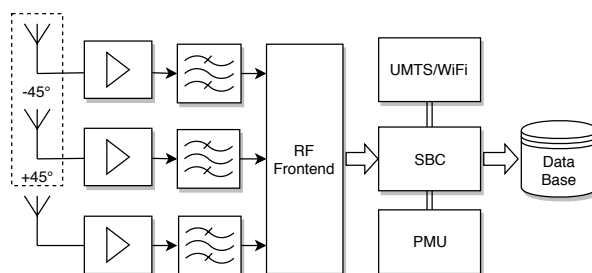 -45°
+45°
RF
Frontend
UMTS/WiFi
SBC
PMU
Data
Base